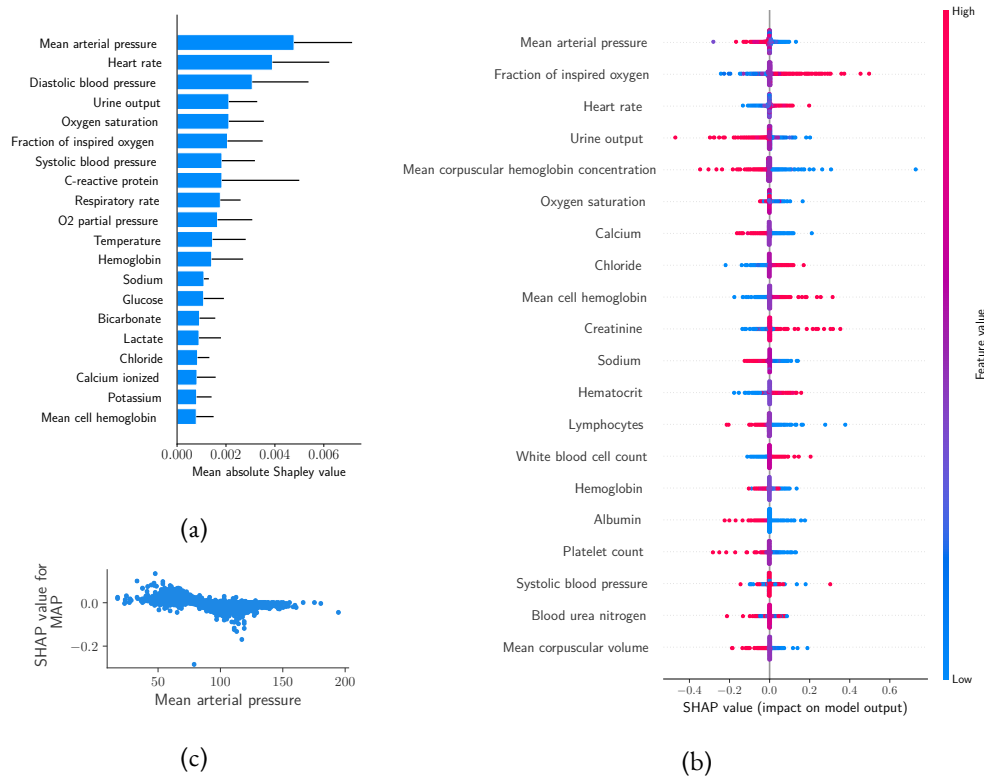 (a)
Mean arterial pressure
Heart rate
Diastolic blood pressure
Urine output
Oxygen saturation
Fraction of inspired oxygen
Systolic blood pressure
C-reactive protein
Respiratory rate
O2 partial pressure
Temperature
Hemoglobin
Sodium
Glucose
Bicarbonate
Lactate
Chloride
Calcium ionized
Potassium
Mean cell hemoglobin
0.000 0.002 0.004 0.006
Mean absolute Shapley value
(c)
SHAP value for
MAP
0.0
−0.2
50 100 150 200
Mean arterial pressure
(b)
Mean arterial pressure
Fraction of inspired oxygen
Heart rate
Urine output
Mean corpuscular hemoglobin concentration
Oxygen saturation
Calcium
Chloride
Mean cell hemoglobin
Creatinine
Sodium
Hematocrit
Lymphocytes
White blood cell count
Hemoglobin
Albumin
Platelet count
Systolic blood pressure
Blood urea nitrogen
Mean corpuscular volume
−0.4 −0.2 0.0 0.2 0.4 0.6
SHAP value (impact on model output)
High
Feature value
Low